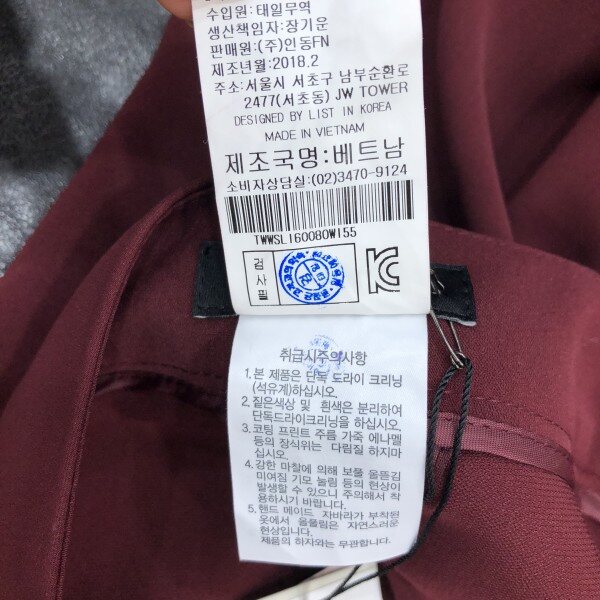 수입원:태일무역
생산책임자:장기운
판매원:(주)인동FN
제조년월:2018.2
주소:서울시 서초구 남부순환로
2477(서초동) JW TOWER
DESIGNED BY LIST IN KOREA
MADE IN VIETNAM
제조국명:베트남
소비자상담실:(02)3470-9124
TWWSL160080WI55
검사필
취급시주의사항
1.본 제품은 단독 드라이 크리닝
(석유계)하십시오.
2.짙은색상 및 흰색은 분리하여
단독드라이크리닝을 하십시오.
3.코팅 프린트 주름 가죽 에나멜
등의 장식위는 다림질 하지마
십시오.
4.강한 마찰에 의해 보풀 올뜯김
미어짐 기모 눌림 등의 현상이
발생할 수 있으니 주의해서 착
용하시기 바랍니다.
5.핸드 메이드 자바라가 부착된
옷에서 올풀림은 자연스러운
현상입니다.
제품의 하자와는 무관합니다.